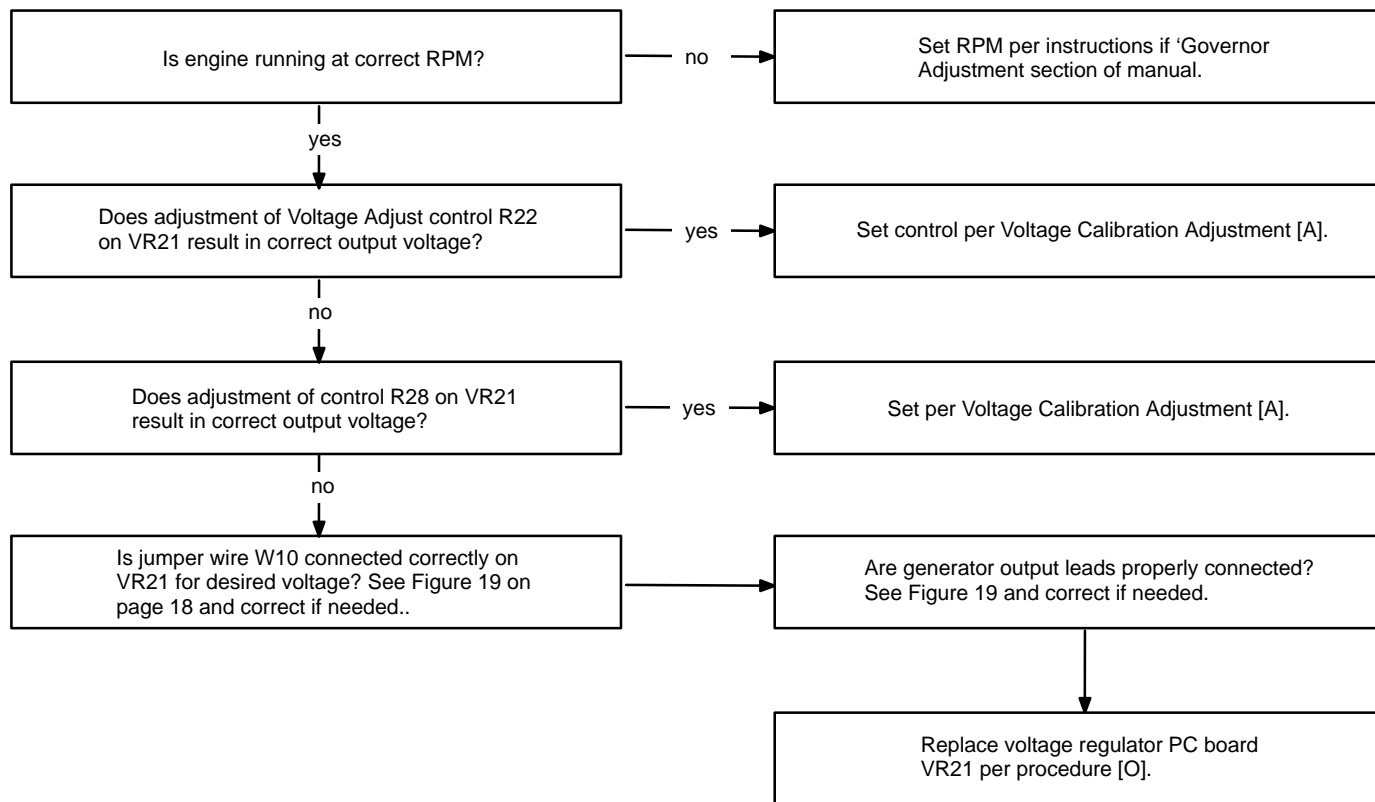 Is engine running at correct RPM?
no
Set RPM per instructions if ‘Governor
Adjustment section of manual.
yes
Does adjustment of Voltage Adjust control R22
on VR21 result in correct output voltage?
yes
Set control per Voltage Calibration Adjustment [A].
no
Does adjustment of control R28 on VR21
result in correct output voltage?
yes
Set per Voltage Calibration Adjustment [A].
no
Is jumper wire W10 connected correctly on
VR21 for desired voltage? See Figure 19 on
page 18 and correct if needed..
Are generator output leads properly connected?
See Figure 19 and correct if needed.
Replace voltage regulator PC board
VR21 per procedure [O].